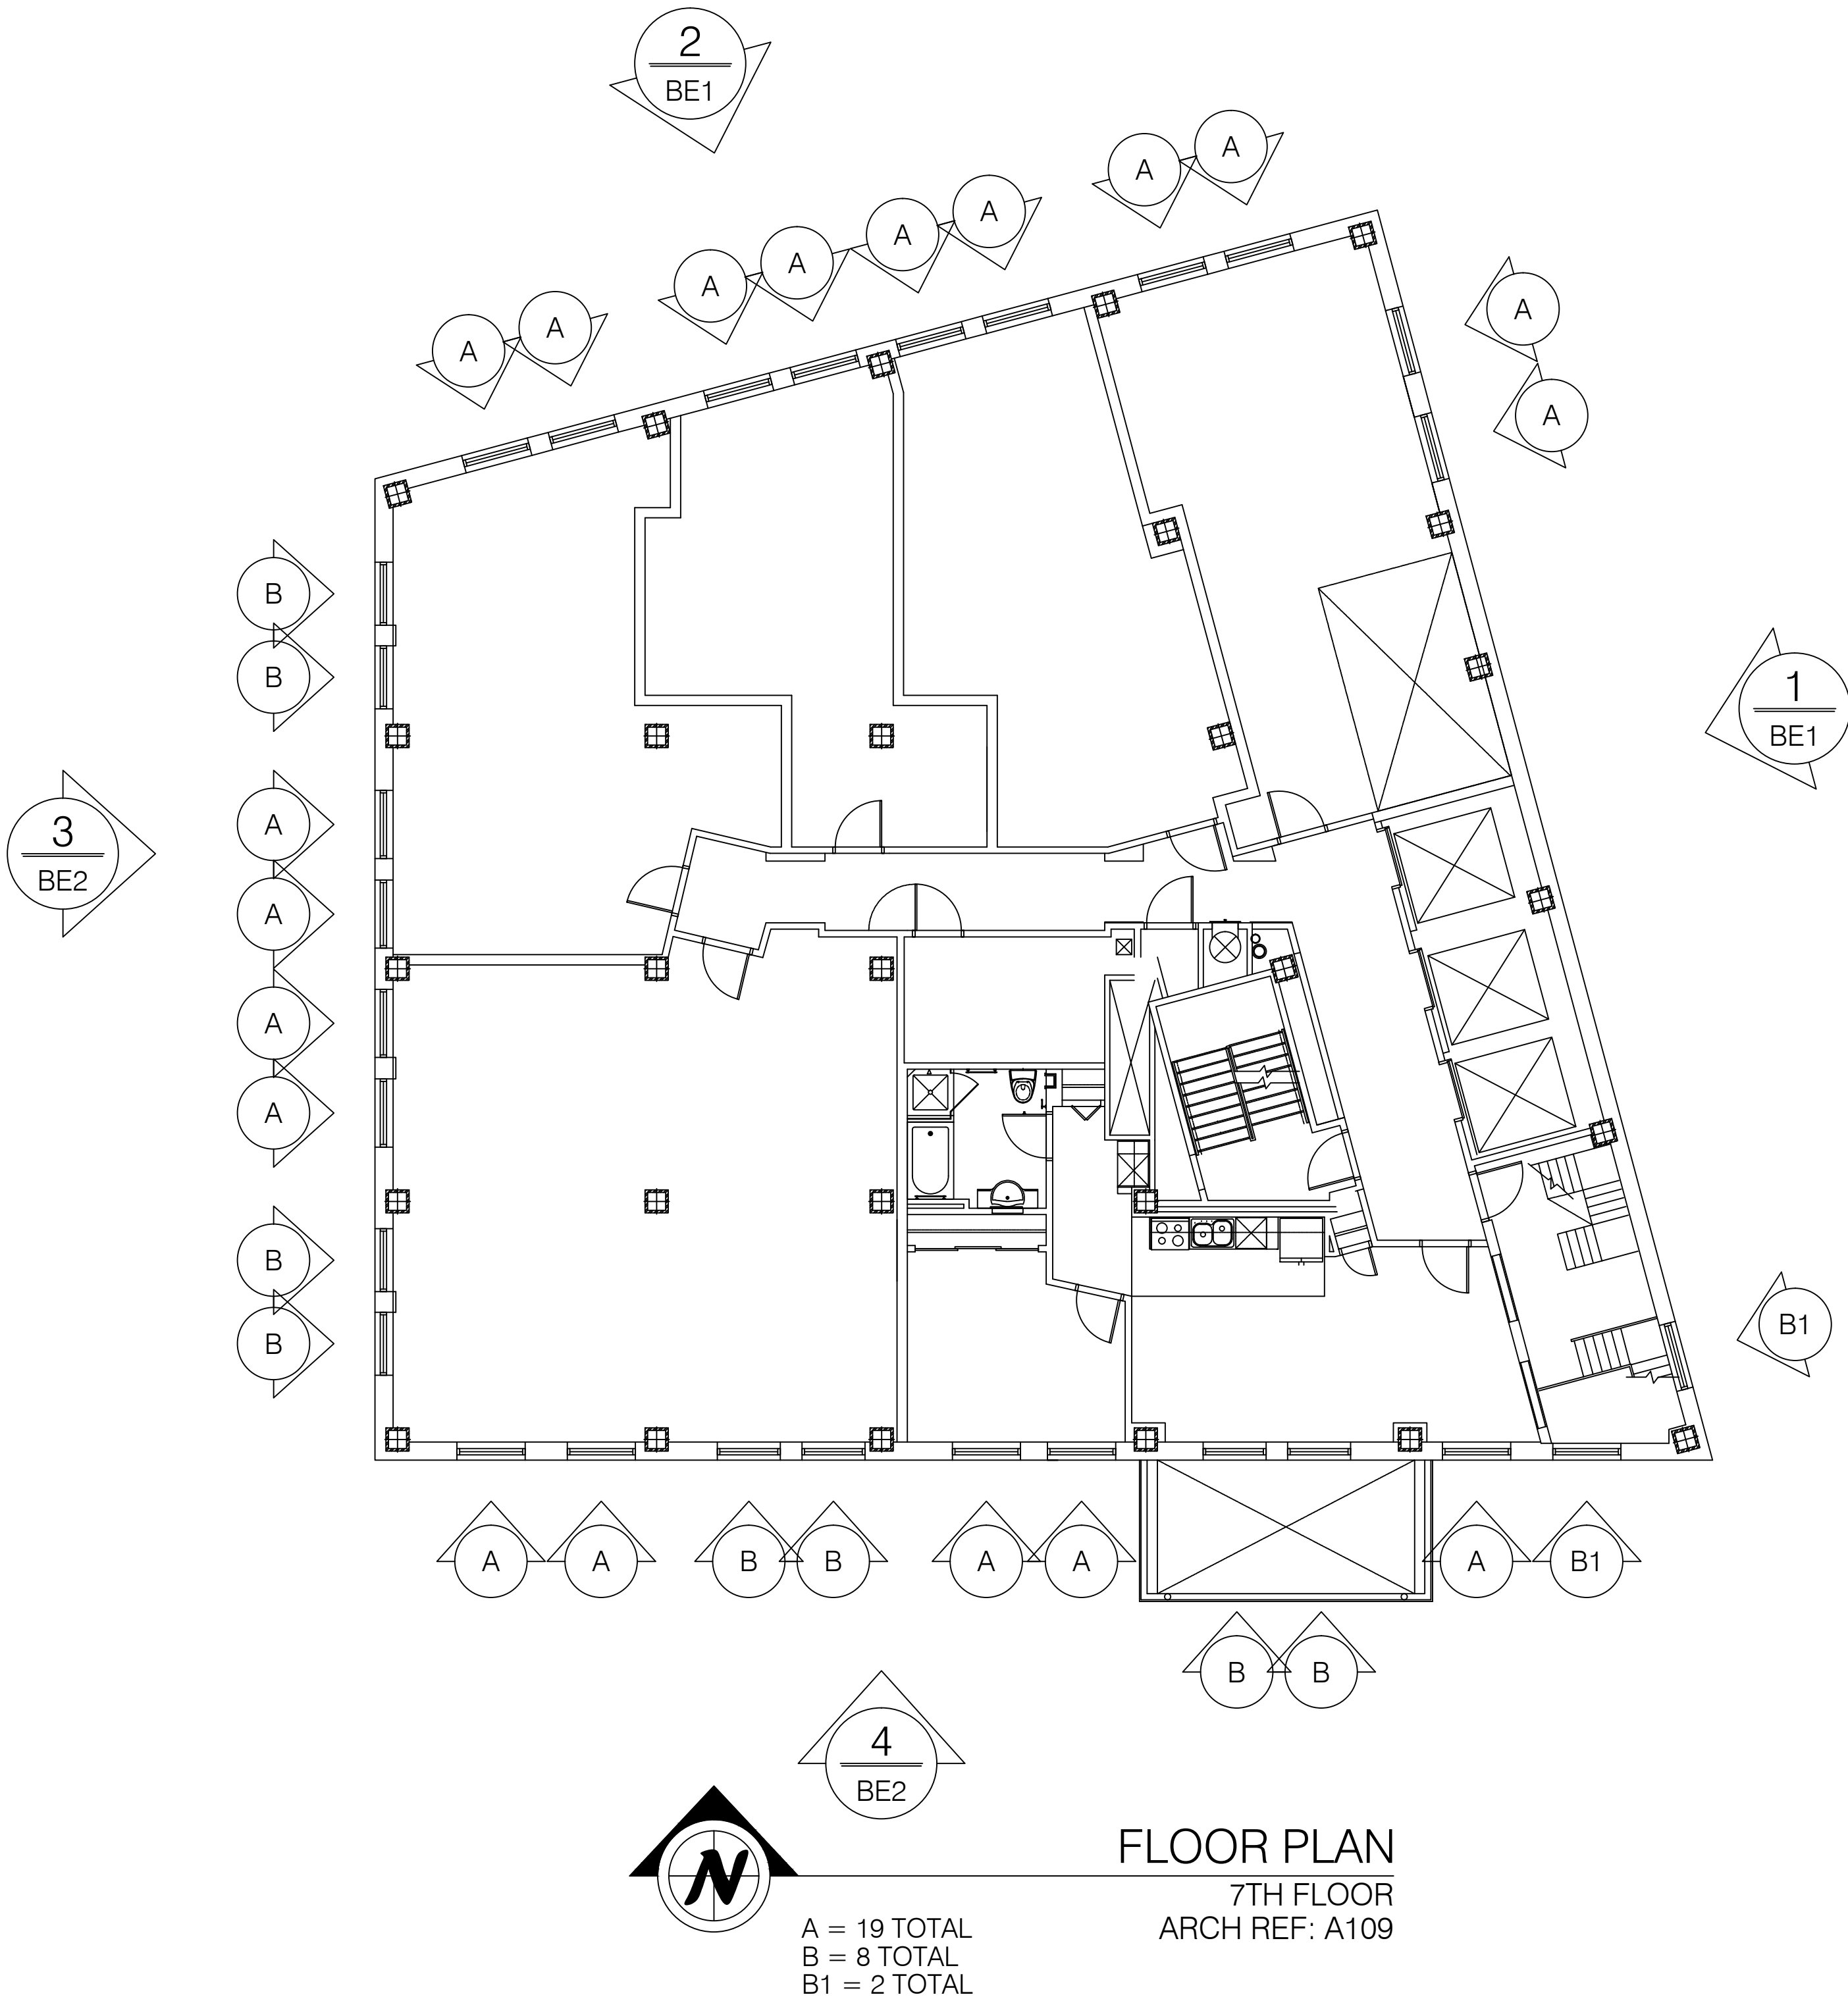 2
BE1
A
A
A
A
A
A
A
A
A
A
B
B
1
BE1
A
3
BE2
A
A
A
B
B1
B
A
A
B
B
A
A
A
B1
B
B
4
BE2
N
FLOOR PLAN
7TH FLOOR
ARCH REF: A109
A = 19 TOTAL
B = 8 TOTAL
B1 = 2 TOTAL